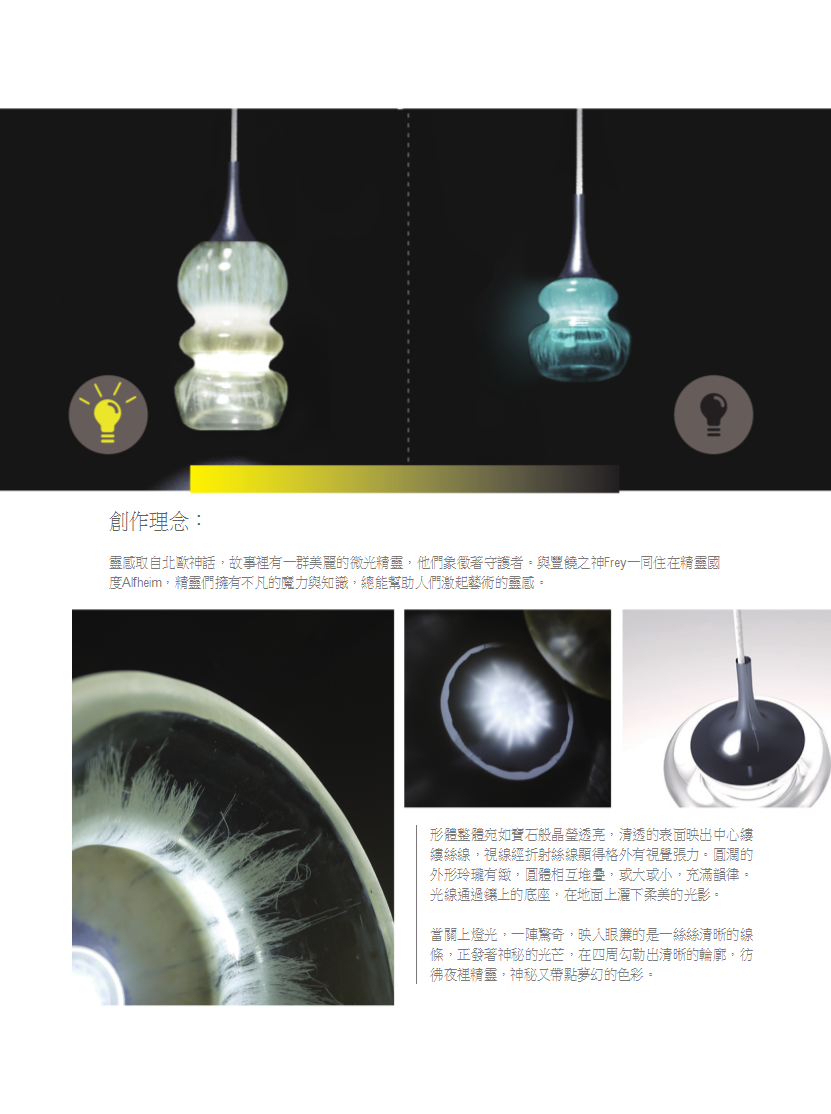 創作理念：
靈感取自北歐神話，故事裡有一群美麗的微光精靈，他們象徵著守護者。與豐饒之神Frey一同住在精靈國
度Alfheim，精靈們擁有不凡的魔力與知識，總能幫助人們激起藝術的靈感。
形體整體宛如寶石般晶瑩透亮，清透的表面映出中心縷
縷絲線，視線經折射絲線顯得格外有視覺張力。圓潤的
外形玲瓏有緻，圓體相互堆疊，或大或小，充滿韻律。
光線通過鑲上的底座，在地面上灑下柔美的光影。
當關上燈光，一陣驚奇，映入眼簾的是一絲絲清晰的線
條，正發著神秘的光芒，在四周勾勒出清晰的輪廓，彷
彿夜裡精靈，神秘又帶點夢幻的色彩。